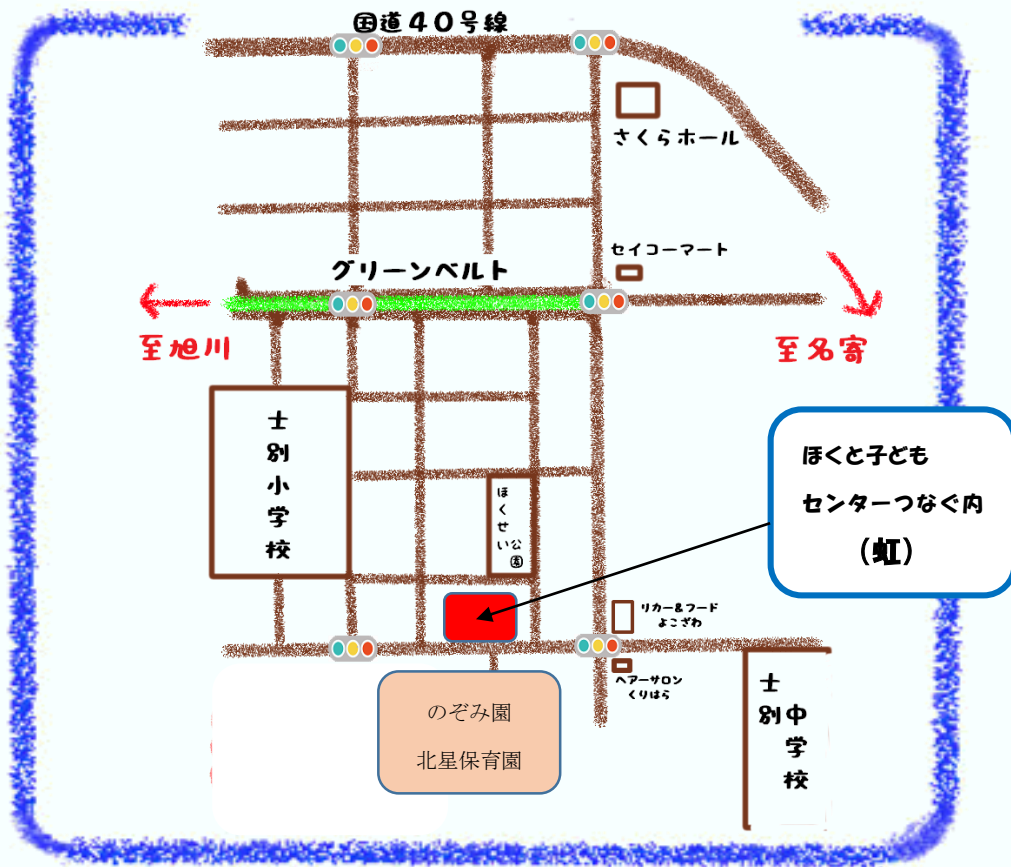 国道４０号線
さくらホール
セイコーマート
グリーンベルト
至旭川
至名寄
士別小学校
ほくと子ども
センターつなぐ内
（虹）
ほくせい
公園
リカー&フード
よこざわ
ヘアーサロン
くりはら
のぞみ園
北星保育園
士別
中学校